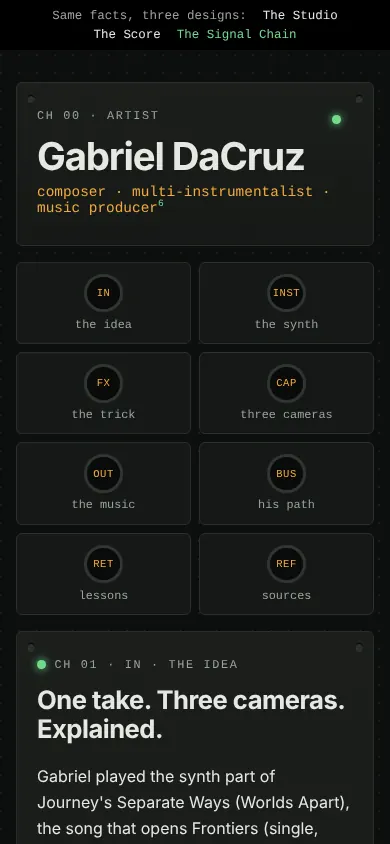 Same facts, three designs: The Studio
The Score The Signal Chain
CH 00 · ARTIST
Gabriel DaCruz
composer · multi-instrumentalist ·
music producer⁶
IN
the idea
INST
the synth
FX
the trick
CAP
three cameras
OUT
the music
BUS
his path
RET
lessons
REF
sources
CH 01 · IN · THE IDEA
One take. Three cameras.
Explained.
Gabriel played the synth part of
Journey's Separate Ways (Worlds Apart),
the song that opens Frontiers (single,